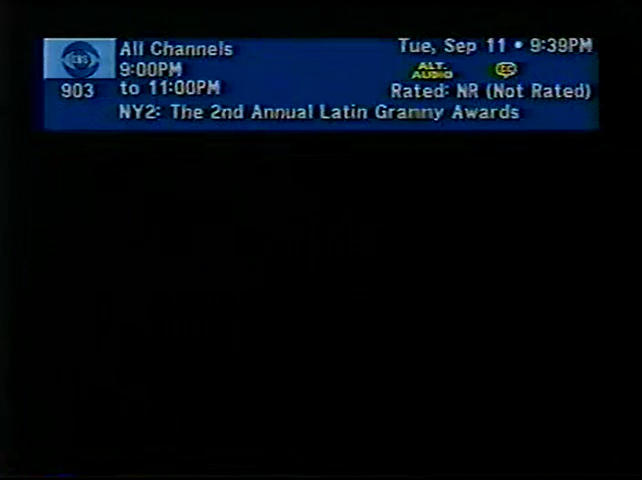 CBS
903
All Channels
9:00PM
to 11:00PM
Tue, Sep 11 • 9:39PM
ALT.
AUDIO
CC
Rated: NR (Not Rated)
NY2: The 2nd Annual Latin Granny Awards